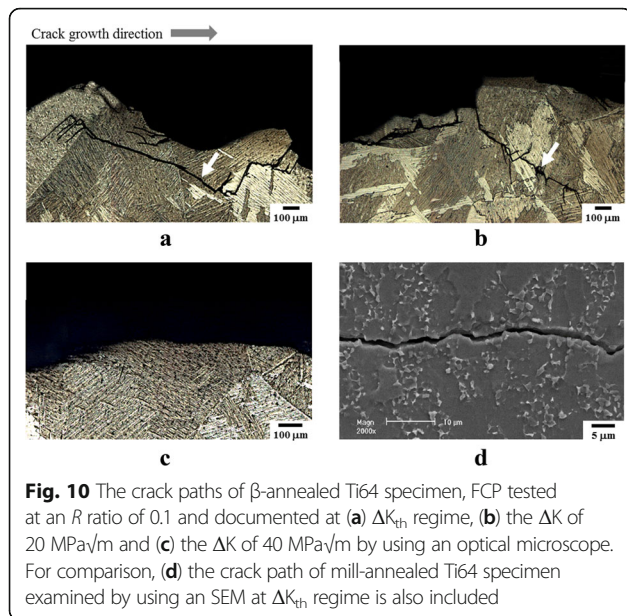 Crack growth direction
100 μm
100 μm
a
b
Magn
2000x
10 μm
100 μm
5 μm
c
d
Fig. 10 The crack paths of β-annealed Ti64 specimen, FCP tested
at an R ratio of 0.1 and documented at (a) ΔKth regime, (b) the ΔK of
20 MPa√m and (c) the ΔK of 40 MPa√m by using an optical microscope.
For comparison, (d) the crack path of mill-annealed Ti64 specimen
examined by using an SEM at ΔKth regime is also included